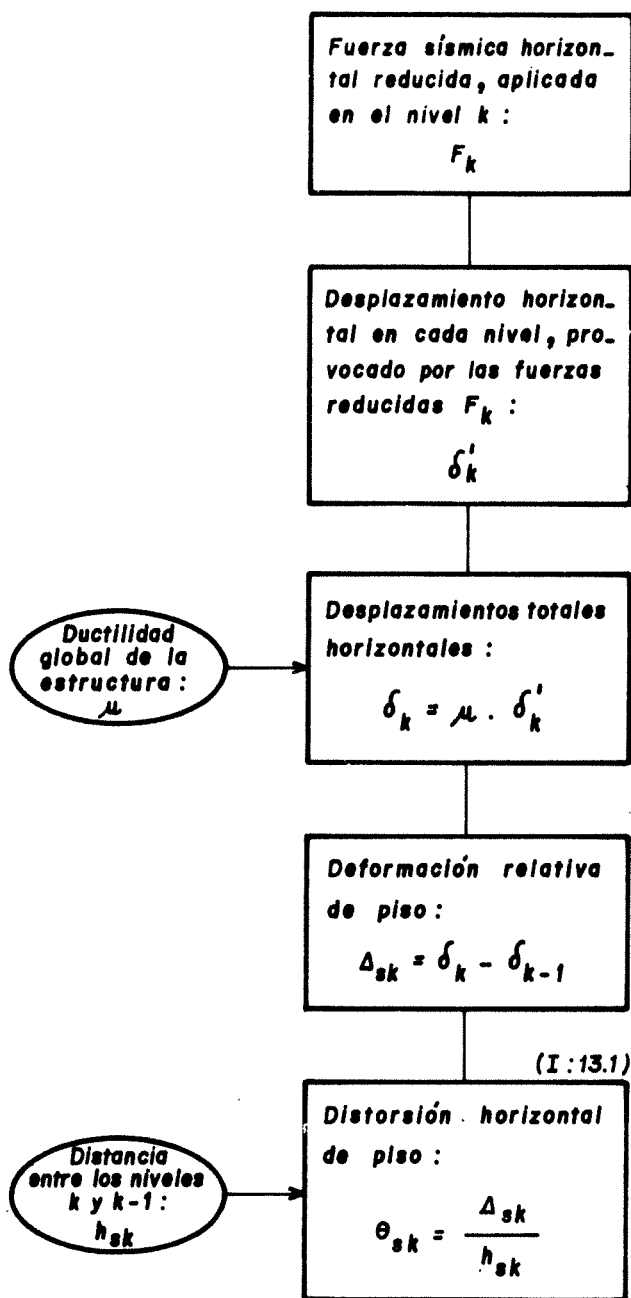 Fuerza sísmica horizon_
tal reducida, aplicada
en el nivel k :
F_k
Desplazamiento horizon_
tal en cada nivel, pro_
vocado por las fuerzas
reducidas F_k :
δ'_k
Ductilidad
global de la
estructura :
μ
Desplazamientos totales
horizontales :
δ_k = μ . δ'_k
Deformación relativa
de piso :
Δ_sk = δ_k - δ_k-1
(I : 13.1)
Distancia
entre los niveles
k y k-1 :
h_sk
Distorsión horizontal
de piso :
θ_sk = Δ_sk / h_sk